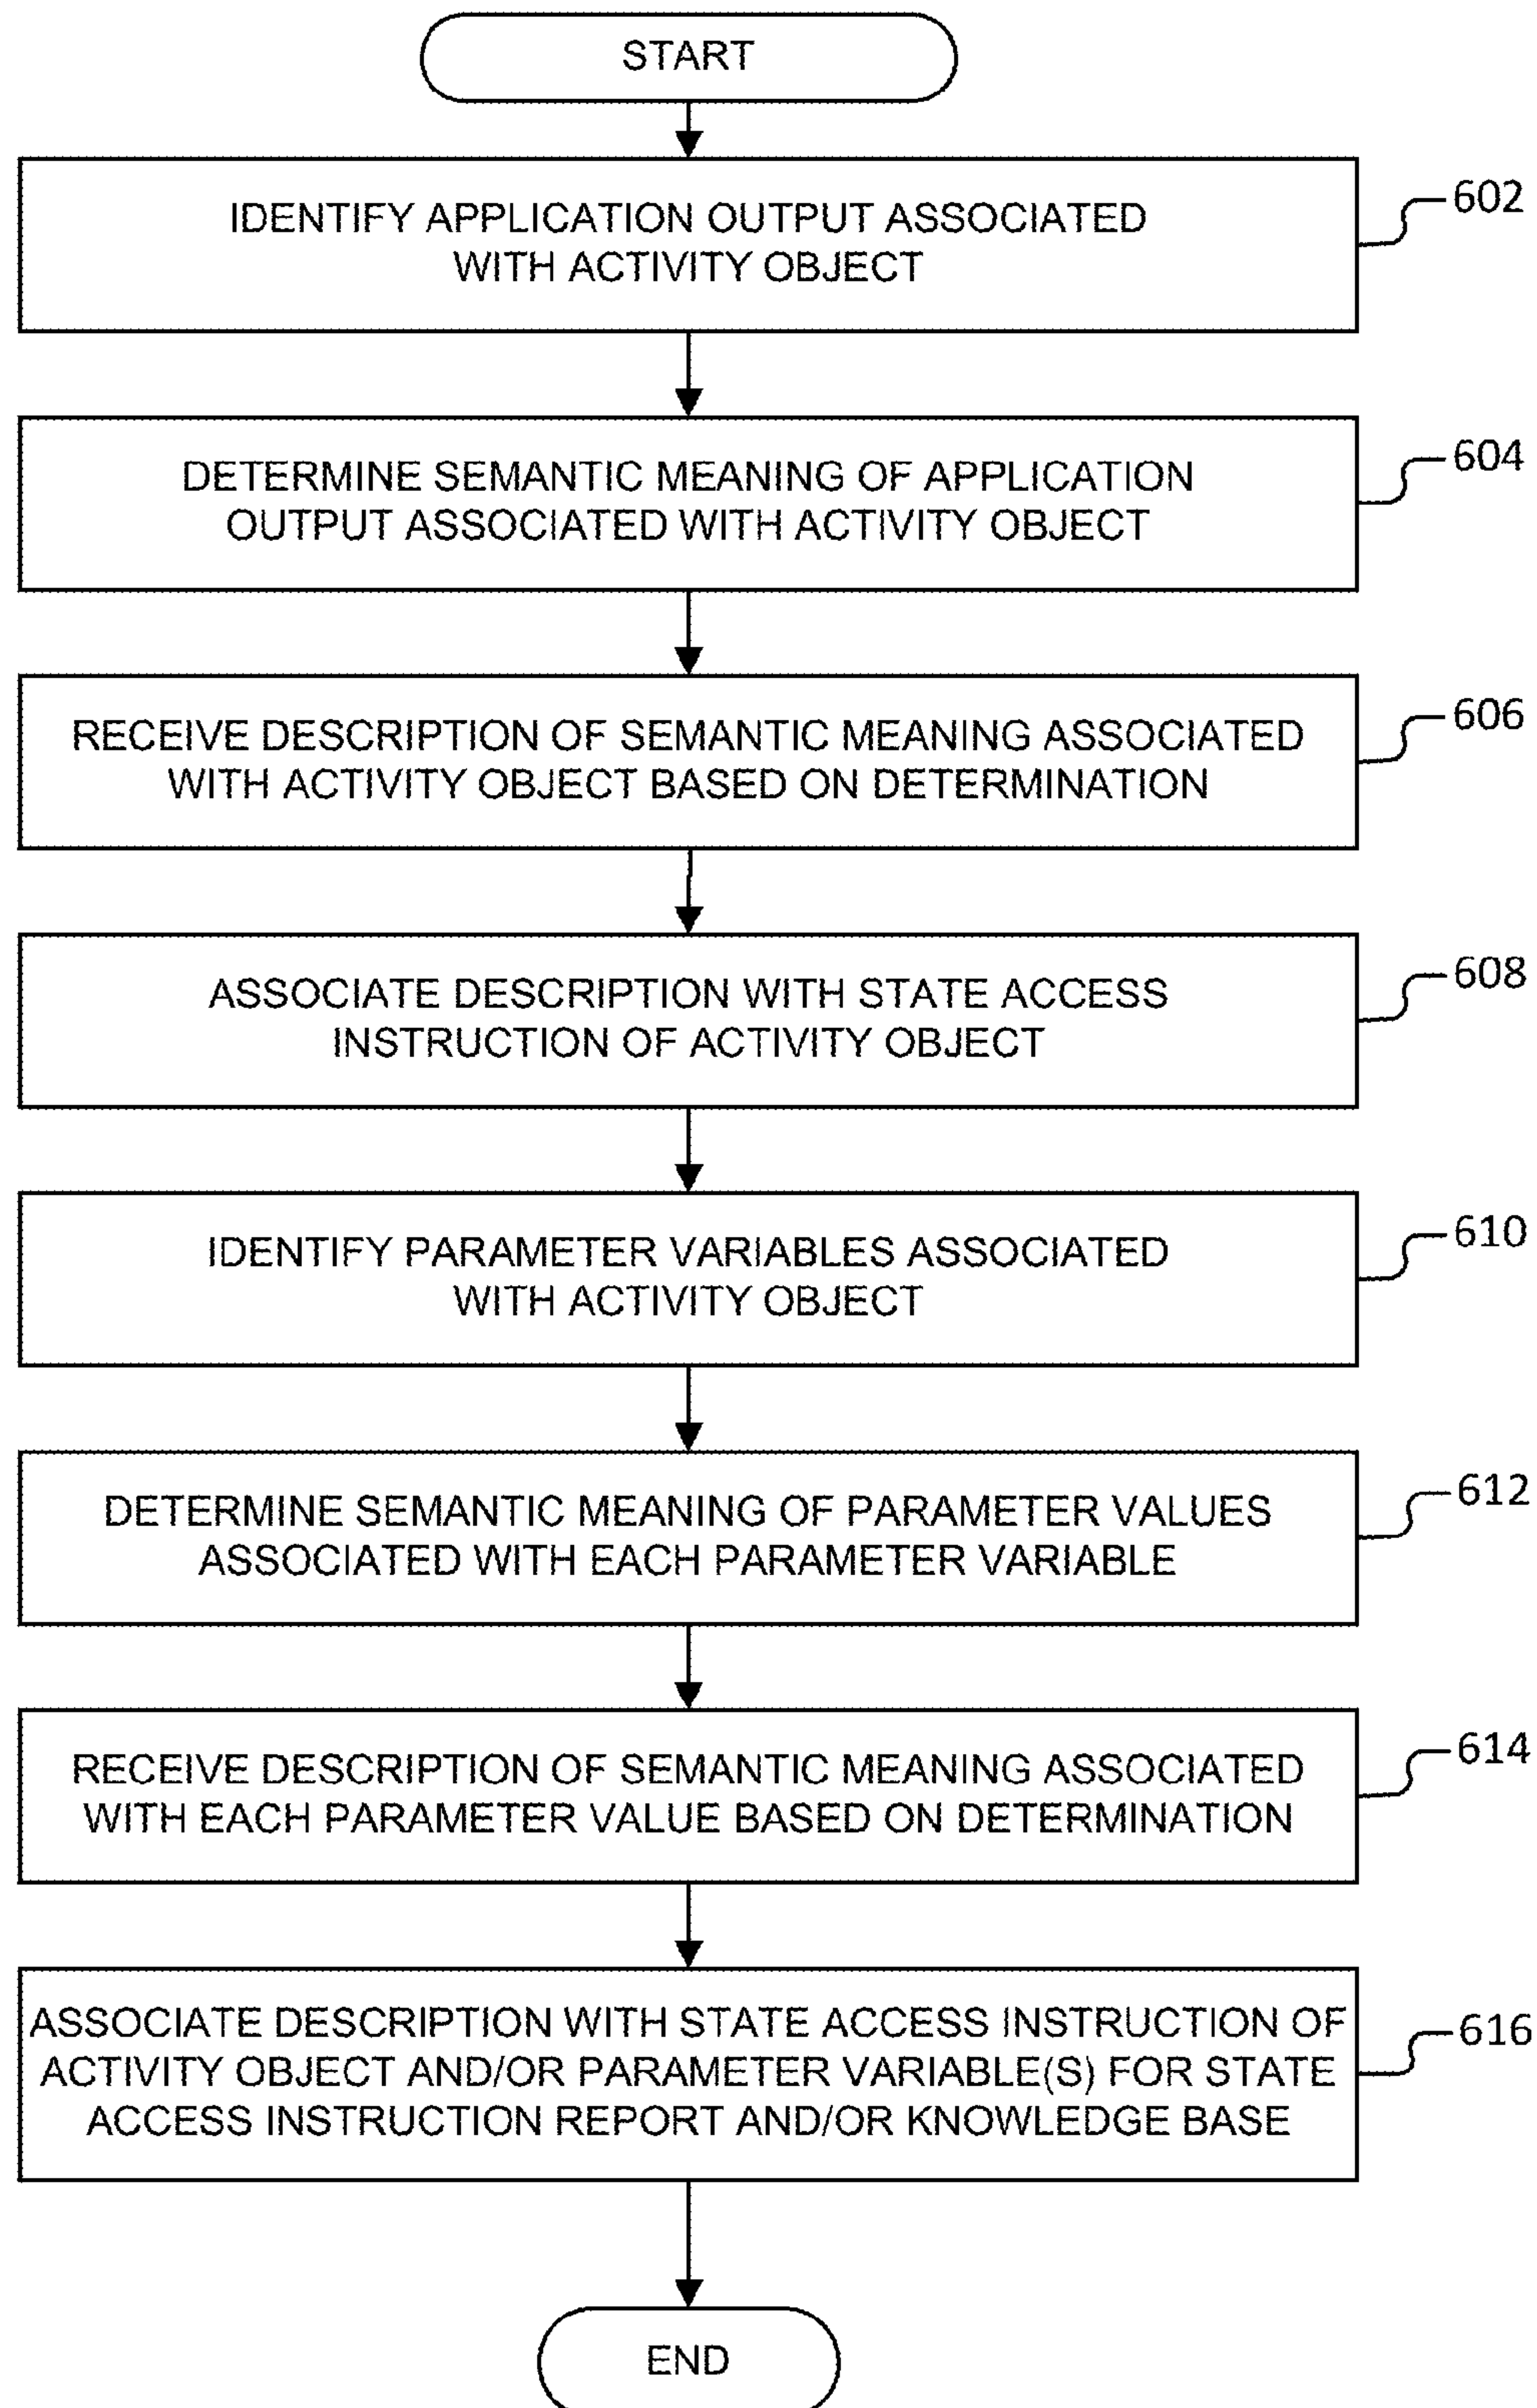 START
IDENTIFY APPLICATION OUTPUT ASSOCIATED
WITH ACTIVITY OBJECT
602
DETERMINE SEMANTIC MEANING OF APPLICATION
OUTPUT ASSOCIATED WITH ACTIVITY OBJECT
604
RECEIVE DESCRIPTION OF SEMANTIC MEANING ASSOCIATED
WITH ACTIVITY OBJECT BASED ON DETERMINATION
606
ASSOCIATE DESCRIPTION WITH STATE ACCESS
INSTRUCTION OF ACTIVITY OBJECT
608
IDENTIFY PARAMETER VARIABLES ASSOCIATED
WITH ACTIVITY OBJECT
610
DETERMINE SEMANTIC MEANING OF PARAMETER VALUES
ASSOCIATED WITH EACH PARAMETER VARIABLE
612
RECEIVE DESCRIPTION OF SEMANTIC MEANING ASSOCIATED
WITH EACH PARAMETER VALUE BASED ON DETERMINATION
614
ASSOCIATE DESCRIPTION WITH STATE ACCESS INSTRUCTION OF
ACTIVITY OBJECT AND/OR PARAMETER VARIABLE(S) FOR STATE
ACCESS INSTRUCTION REPORT AND/OR KNOWLEDGE BASE
616
END